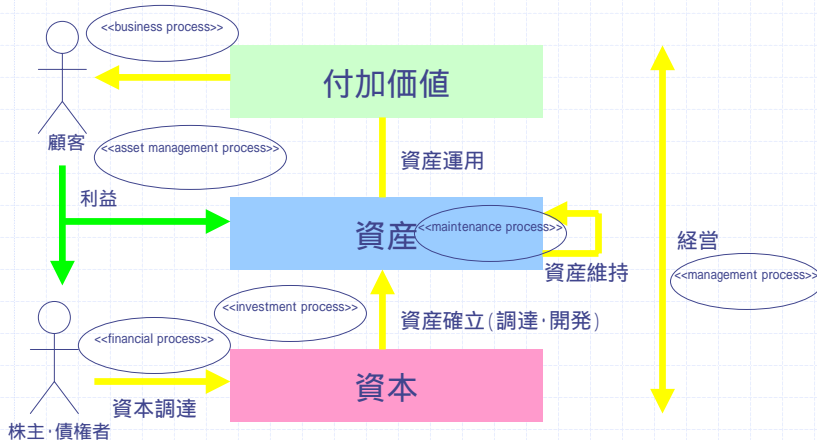 <<business process>>
付加価値
顧客
<<asset management process>>
資産運用
利益
資産
<<maintenance process>>
経営
資産維持
<<management process>>
<<investment process>>
資産確立(調達・開発)
<<financial process>>
資本
資本調達
株主・債権者